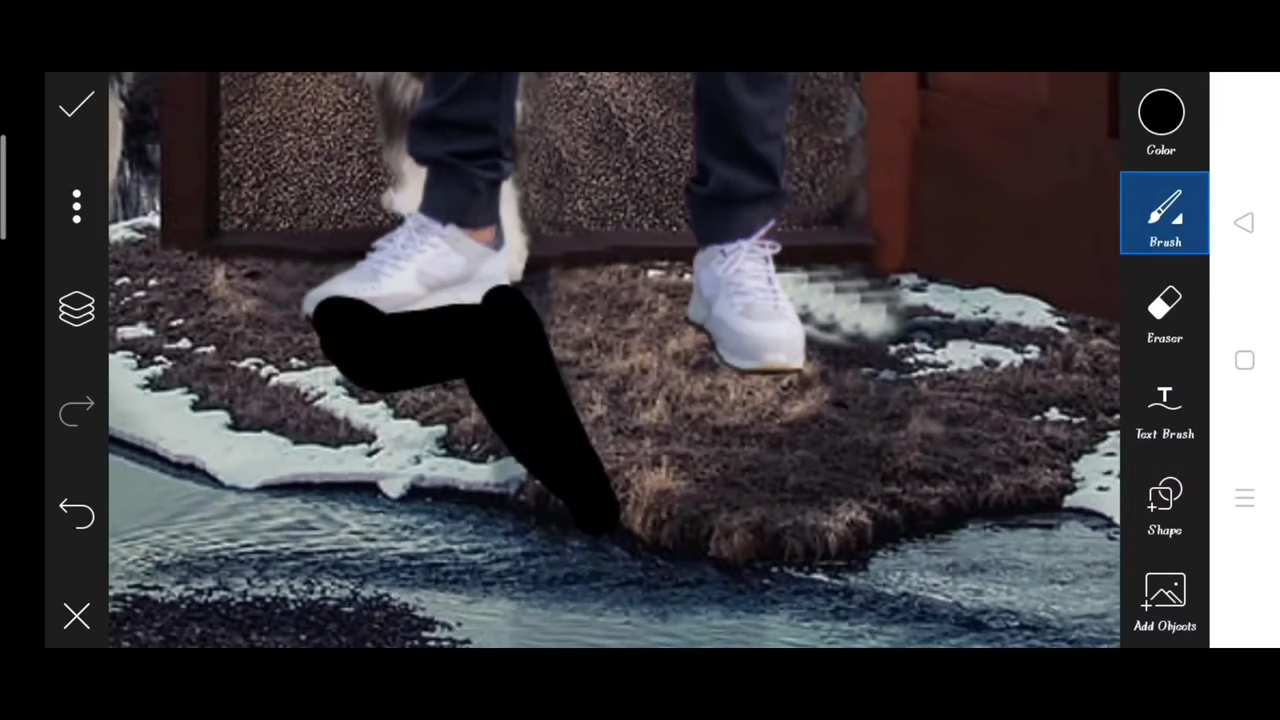 Color
Brush
Eraser
Text Brush
Shape
Add Objects